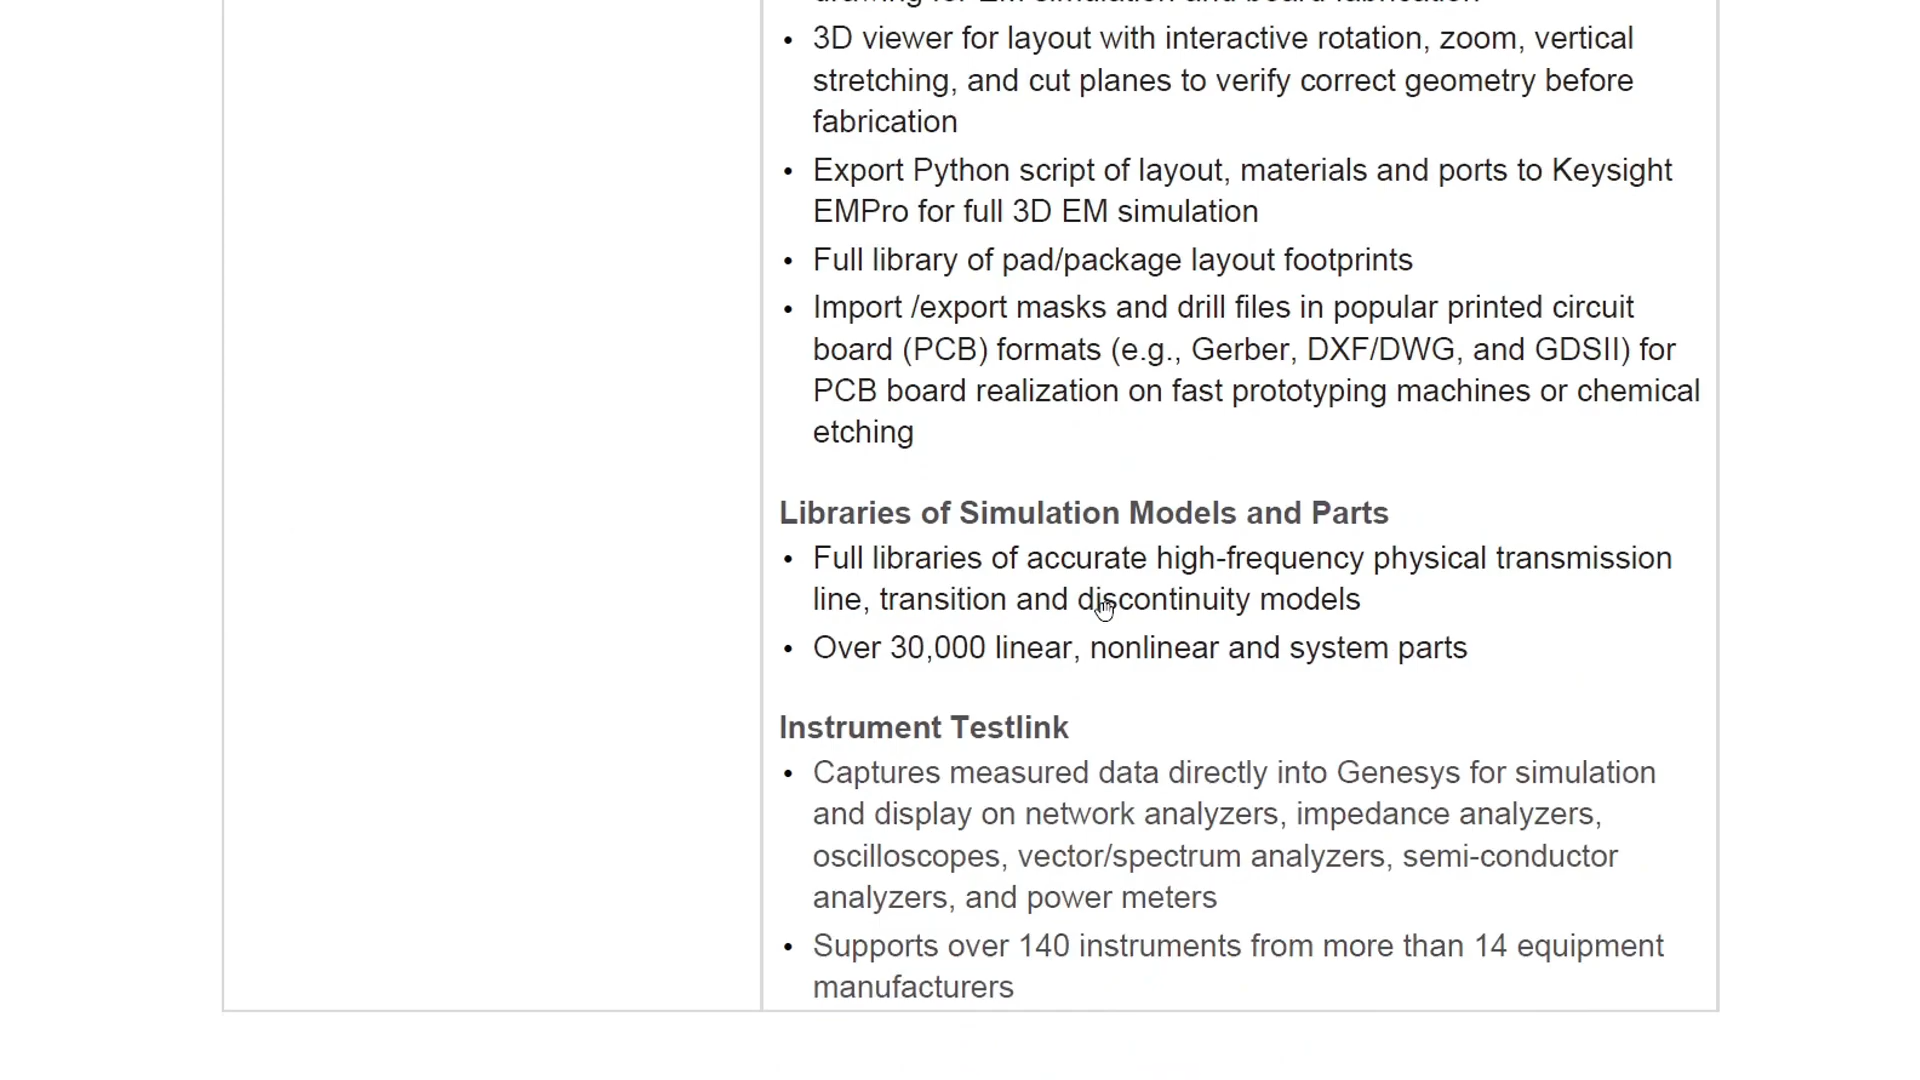 • 3D viewer for layout with interactive rotation, zoom, vertical
stretching, and cut planes to verify correct geometry before
fabrication
• Export Python script of layout, materials and ports to Keysight
EMPro for full 3D EM simulation
• Full library of pad/package layout footprints
• Import /export masks and drill files in popular printed circuit
board (PCB) formats (e.g., Gerber, DXF/DWG, and GDSII) for
PCB board realization on fast prototyping machines or chemical
etching
Libraries of Simulation Models and Parts
• Full libraries of accurate high-frequency physical transmission
line, transition and discontinuity models
• Over 30,000 linear, nonlinear and system parts
Instrument Testlink
• Captures measured data directly into Genesys for simulation
and display on network analyzers, impedance analyzers,
oscilloscopes, vector/spectrum analyzers, semi-conductor
analyzers, and power meters
• Supports over 140 instruments from more than 14 equipment
manufacturers